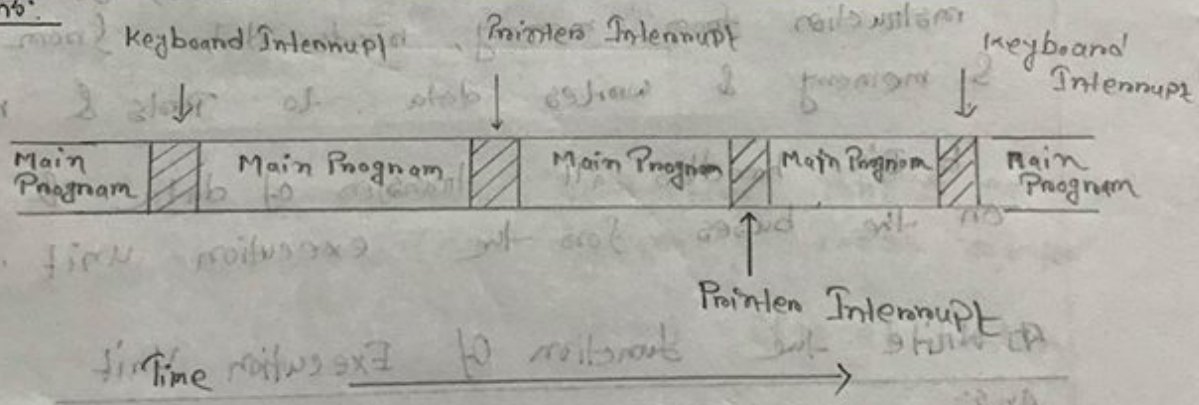 Ans:
Keyboard Interrupt
Printer Interrupt
Keyboard
Interrupt
Main
Program
Main Program
Main Program
Main Program
Main
Program
Printer Interrupt
Time